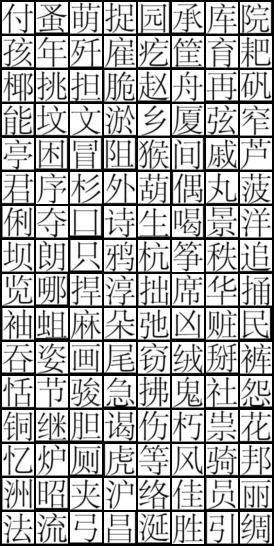 付蚤萌捉园承库院
孩年歼雇疙筐育耙
椰挑担脆赵舟再矾
能坟文淤乡厦弦窄
亭困冒阻猴间戚芦
君序杉外葫偶丸菠
俐夺口诗生喝景洋
坝朗只鸦杭筝秩追
览哪捍淳拙席华捅
袖蛆麻朵弛凶赃民
吞姿画尾窃绒掰裤
恬节骏急拂鬼社怨
铜继胆谒伤朽祟花
忆炉厕虎等风骑邦
洲昭夹沪络佳员丽
法流弓昌涎胜引绸